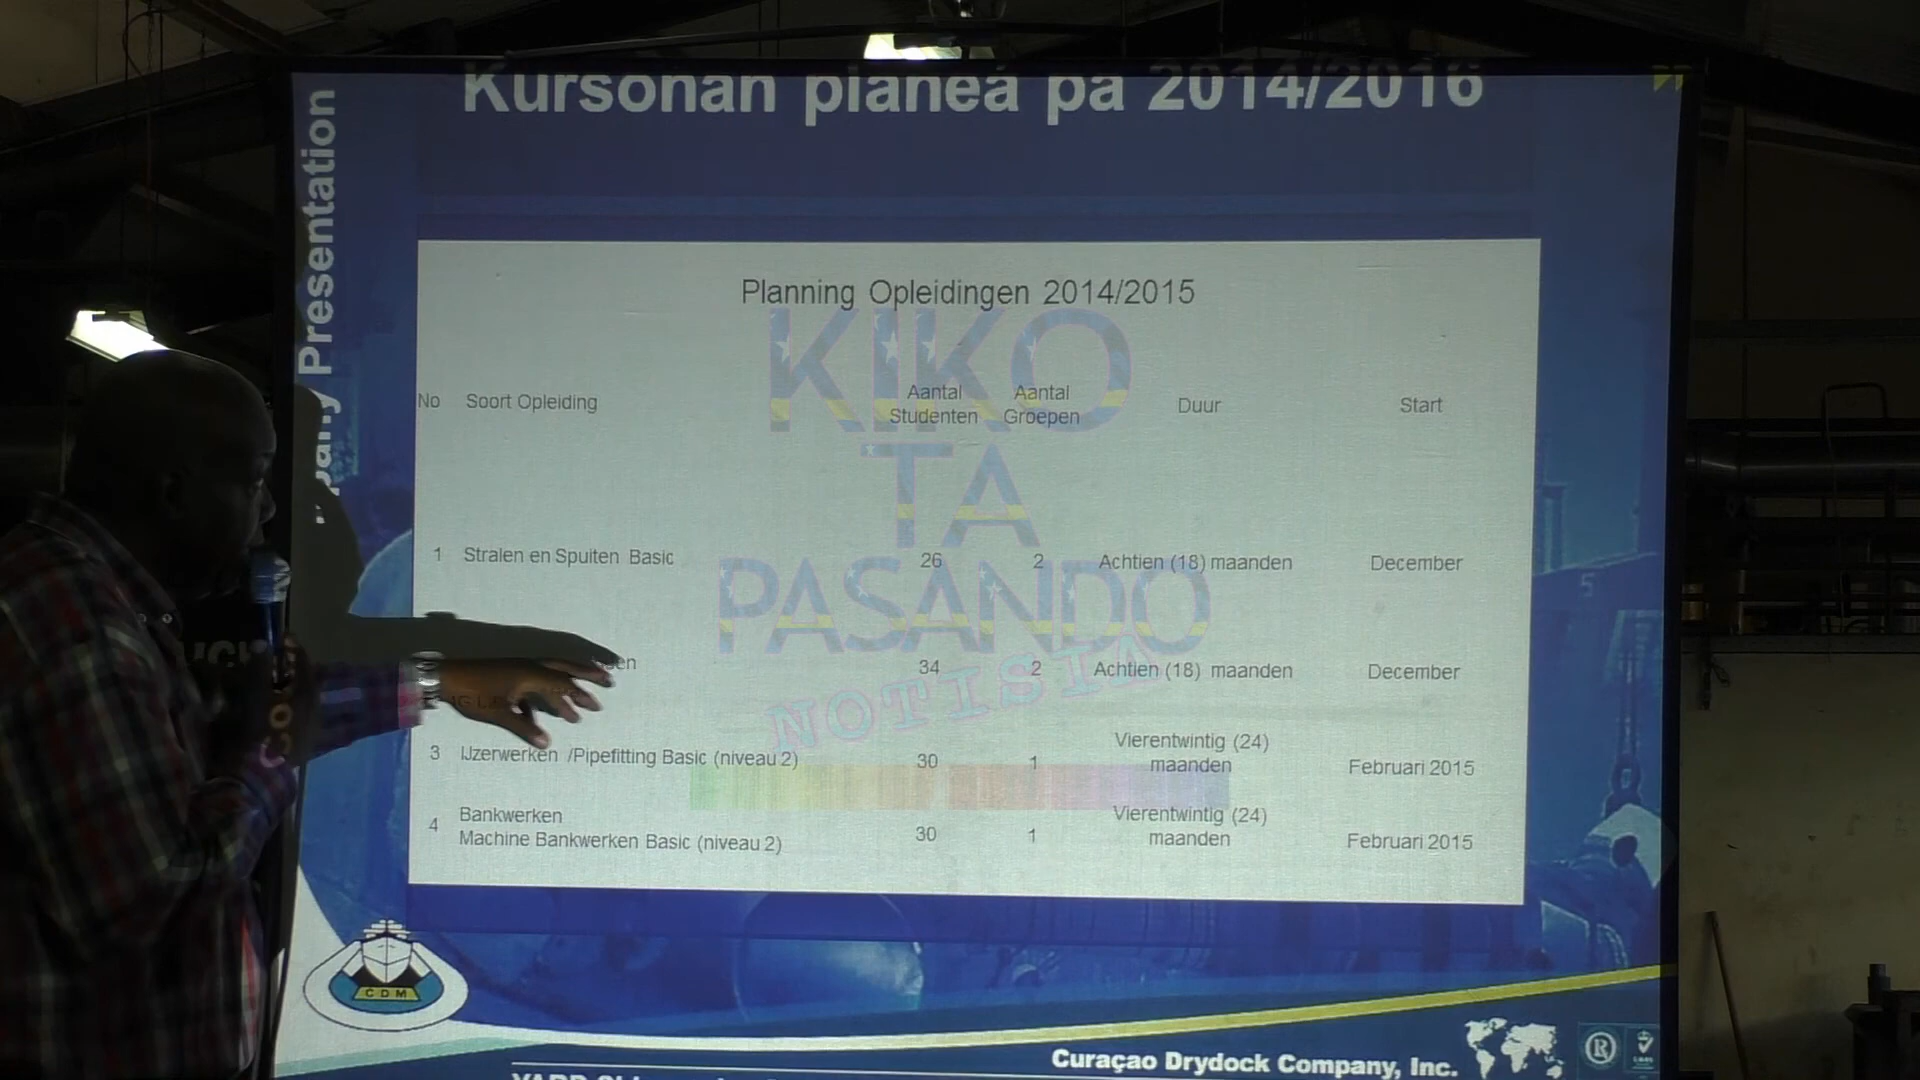 Kursonan planeá pa 2014/2016
Presentation
Planning Opleidingen 2014/2015
No Soort Opleiding Aantal Studenten Aantal Groepen Duur Start
1 Stralen en Spuiten Basic 26 2 Achtien (18) maanden December
34 2 Achtien (18) maanden December
3 IJzerwerken /Pipefitting Basic (niveau 2) 30 1 Vierentwintig (24) maanden Februari 2015
4 Bankwerken
Machine Bankwerken Basic (niveau 2) 30 1 Vierentwintig (24) maanden Februari 2015
KIKO
TA
PASANDO
NOTISIA
CDM
Curaçao Drydock Company, Inc.